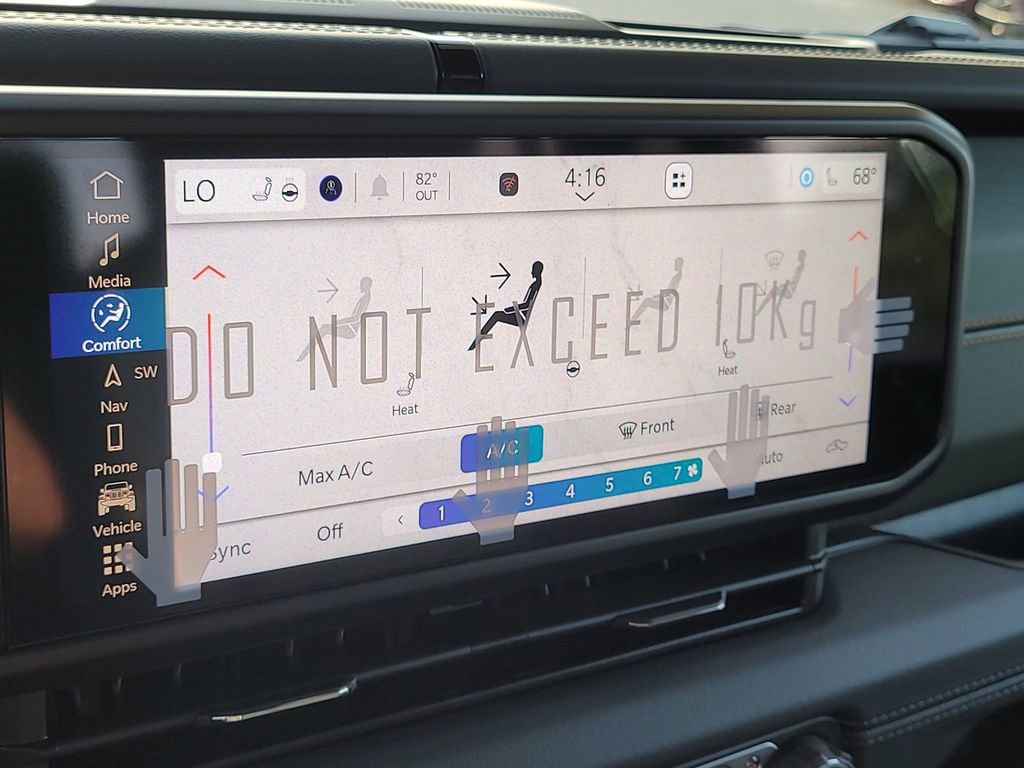 LO
82°
OUT
4:16
68°
Home
Media
Comfort
SW
Nav
Phone
Vehicle
Apps
DO NOT EXCEED 10Kg
Heat
Heat
Max A/C
A/C
Front
Rear
Sync
Off
1 2 3 4 5 6 7
Auto